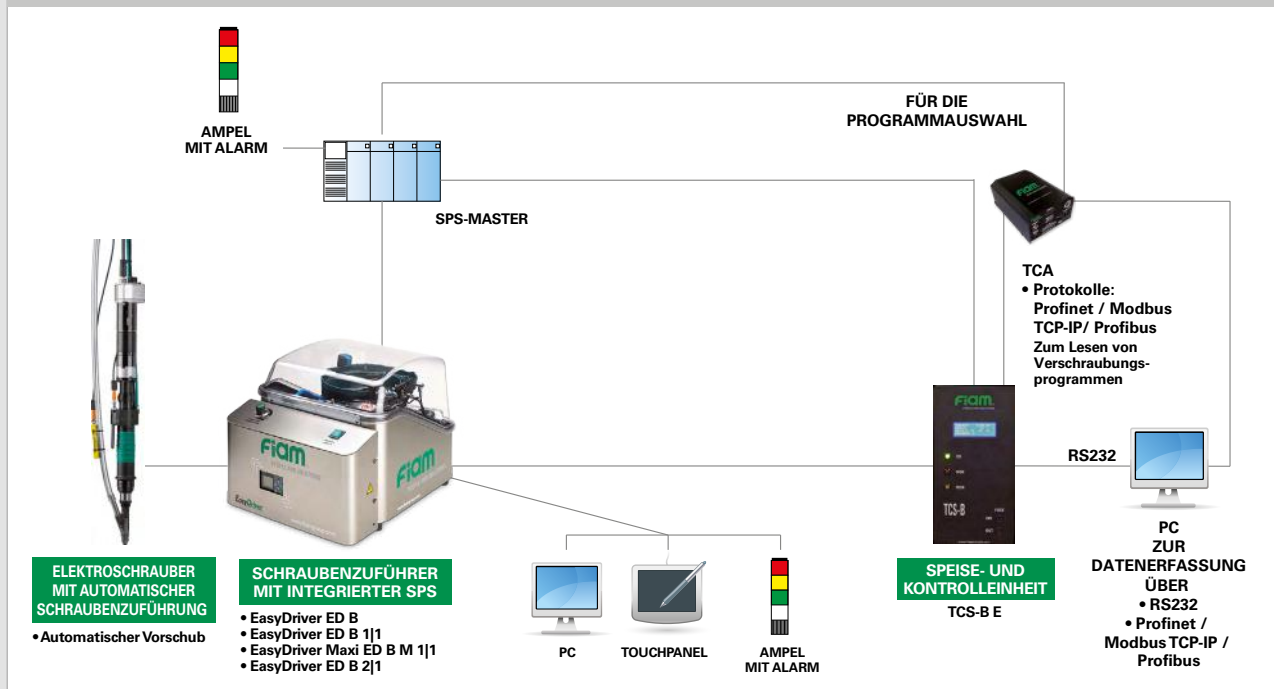 AMPEL
MIT ALARM
SPS-MASTER
FÜR DIE
PROGRAMMAUSWAHL
TCA
• Protokolle:
Profinet / Modbus
TCP-IP/ Profibus
Zum Lesen von
Verschraubungs-
programmen
fiam
fiam
fiam
EasyDriver
fiam
TCS-B
RS232
ELEKTROSCHRAUBER
MIT AUTOMATISCHER
SCHRAUBENZUFÜHRUNG
• Automatischer Vorschub
SCHRAUBENZUFÜHRER
MIT INTEGRIERTER SPS
• EasyDriver ED B
• EasyDriver ED B 1|1
• EasyDriver Maxi ED B M 1|1
• EasyDriver ED B 2|1
PC
TOUCHPANEL
AMPEL
MIT ALARM
SPEISE- UND
KONTROLLEINHEIT
TCS-B E
PC
ZUR
DATENERFASSUNG
ÜBER
• RS232
• Profinet /
Modbus TCP-IP /
Profibus